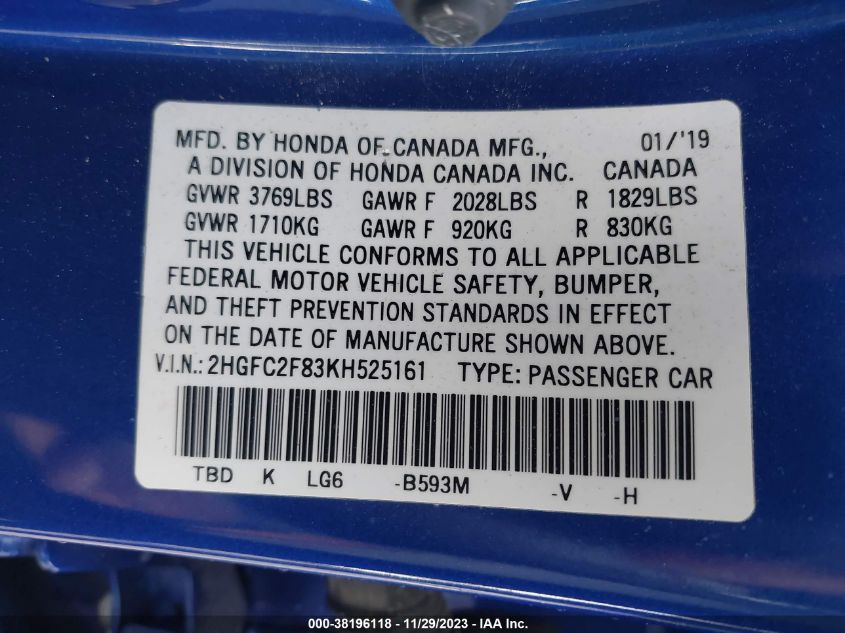 MFD. BY HONDA OF CANADA MFG., 01/'19
A DIVISION OF HONDA CANADA INC. CANADA
GVWR 3769LBS GAWR F 2028LBS R 1829LBS
GVWR 1710KG GAWR F 920KG R 830KG
THIS VEHICLE CONFORMS TO ALL APPLICABLE
FEDERAL MOTOR VEHICLE SAFETY, BUMPER,
AND THEFT PREVENTION STANDARDS IN EFFECT
ON THE DATE OF MANUFACTURE SHOWN ABOVE.
V.I.N.: 2HGFC2F83KH525161 TYPE: PASSENGER CAR
TBD K LG6 -B593M -V -H
000-38196118 - 11/29/2023 - IAA Inc.